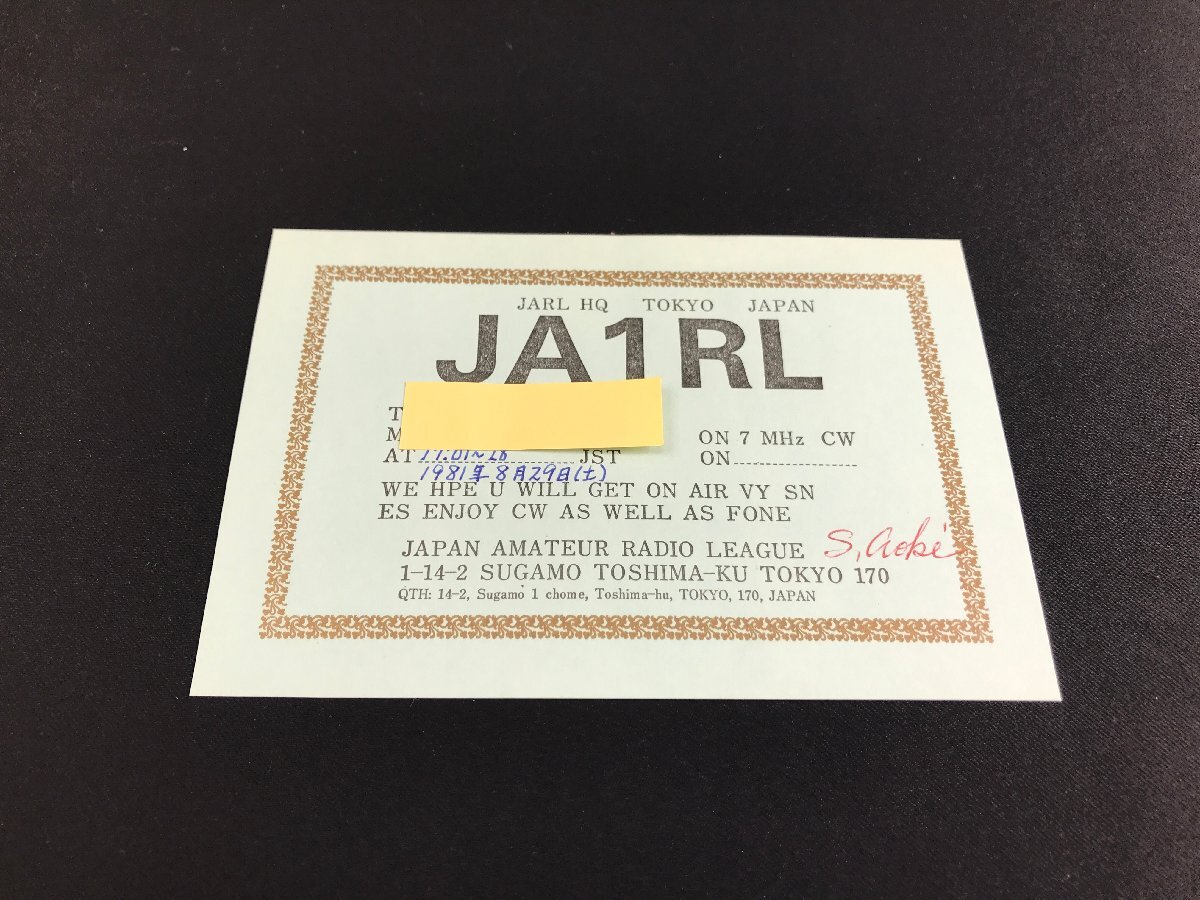 JARL HQ TOKYO JAPAN
JA1RL
ON 7 MHz CW
AT JST ON
1981年8月29日(土)
WE HPE U WILL GET ON AIR VY SN
ES ENJOY CW AS WELL AS FONE
JAPAN AMATEUR RADIO LEAGUE S. Aoki
1-14-2 SUGAMO TOSHIMA-KU TOKYO 170
QTH: 14-2, Sugamo 1 chome, Toshima-hu, TOKYO, 170, JAPAN